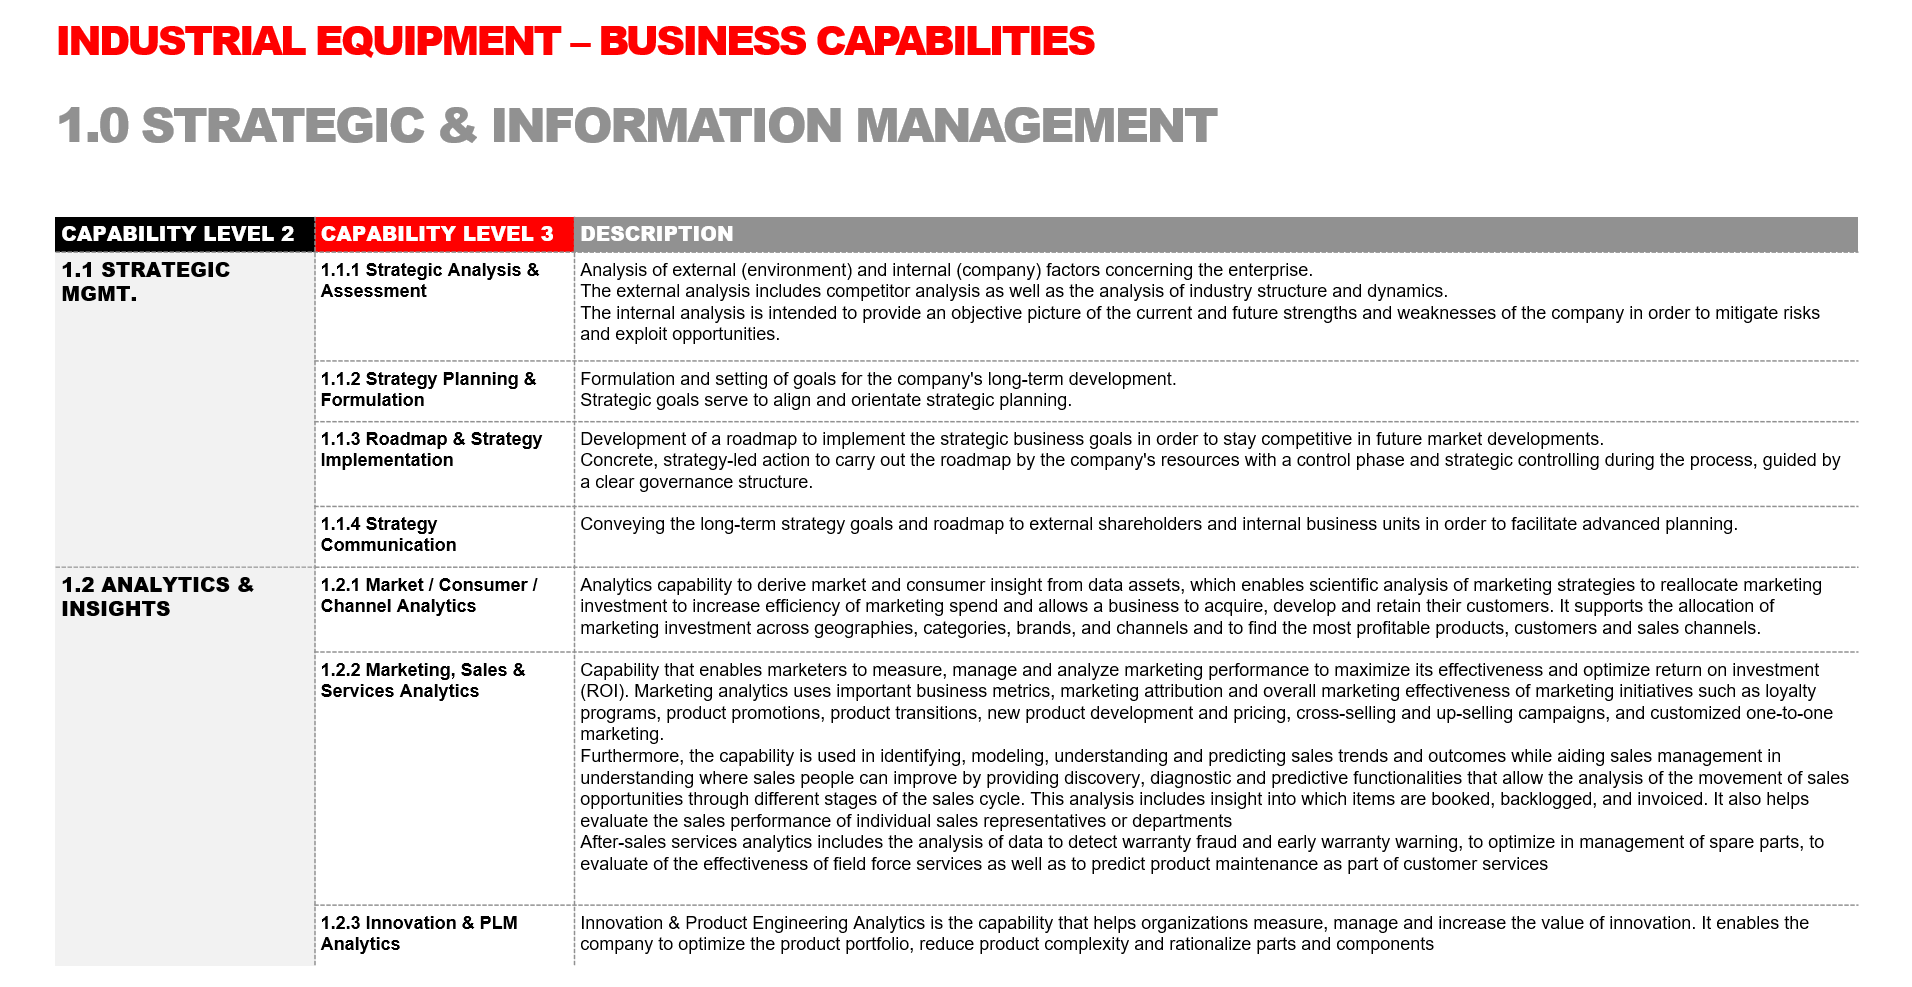 INDUSTRIAL EQUIPMENT – BUSINESS CAPABILITIES
1.0 STRATEGIC & INFORMATION MANAGEMENT
CAPABILITY LEVEL 2
CAPABILITY LEVEL 3
DESCRIPTION
1.1 STRATEGIC
MGMT.
1.1.1 Strategic Analysis &
Assessment
Analysis of external (environment) and internal (company) factors concerning the enterprise.
The external analysis includes competitor analysis as well as the analysis of industry structure and dynamics.
The internal analysis is intended to provide an objective picture of the current and future strengths and weaknesses of the company in order to mitigate risks
and exploit opportunities.
1.1.2 Strategy Planning &
Formulation
Formulation and setting of goals for the company's long-term development.
Strategic goals serve to align and orientate strategic planning.
1.1.3 Roadmap & Strategy
Implementation
Development of a roadmap to implement the strategic business goals in order to stay competitive in future market developments.
Concrete, strategy-led action to carry out the roadmap by the company's resources with a control phase and strategic controlling during the process, guided by
a clear governance structure.
1.1.4 Strategy
Communication
Conveying the long-term strategy goals and roadmap to external shareholders and internal business units in order to facilitate advanced planning.
1.2 ANALYTICS &
INSIGHTS
1.2.1 Market / Consumer /
Channel Analytics
Analytics capability to derive market and consumer insight from data assets, which enables scientific analysis of marketing strategies to reallocate marketing
investment to increase efficiency of marketing spend and allows a business to acquire, develop and retain their customers. It supports the allocation of
marketing investment across geographies, categories, brands, and channels and to find the most profitable products, customers and sales channels.
1.2.2 Marketing, Sales &
Services Analytics
Capability that enables marketers to measure, manage and analyze marketing performance to maximize its effectiveness and optimize return on investment
(ROI). Marketing analytics uses important business metrics, marketing attribution and overall marketing effectiveness of marketing initiatives such as loyalty
programs, product promotions, product transitions, new product development and pricing, cross-selling and up-selling campaigns, and customized one-to-one
marketing.
Furthermore, the capability is used in identifying, modeling, understanding and predicting sales trends and outcomes while aiding sales management in
understanding where sales people can improve by providing discovery, diagnostic and predictive functionalities that allow the analysis of the movement of sales
opportunities through different stages of the sales cycle. This analysis includes insight into which items are booked, backlogged, and invoiced. It also helps
evaluate the sales performance of individual sales representatives or departments
After-sales services analytics includes the analysis of data to detect warranty fraud and early warranty warning, to optimize in management of spare parts, to
evaluate of the effectiveness of field force services as well as to predict product maintenance as part of customer services
1.2.3 Innovation & PLM
Analytics
Innovation & Product Engineering Analytics is the capability that helps organizations measure, manage and increase the value of innovation. It enables the
company to optimize the product portfolio, reduce product complexity and rationalize parts and components